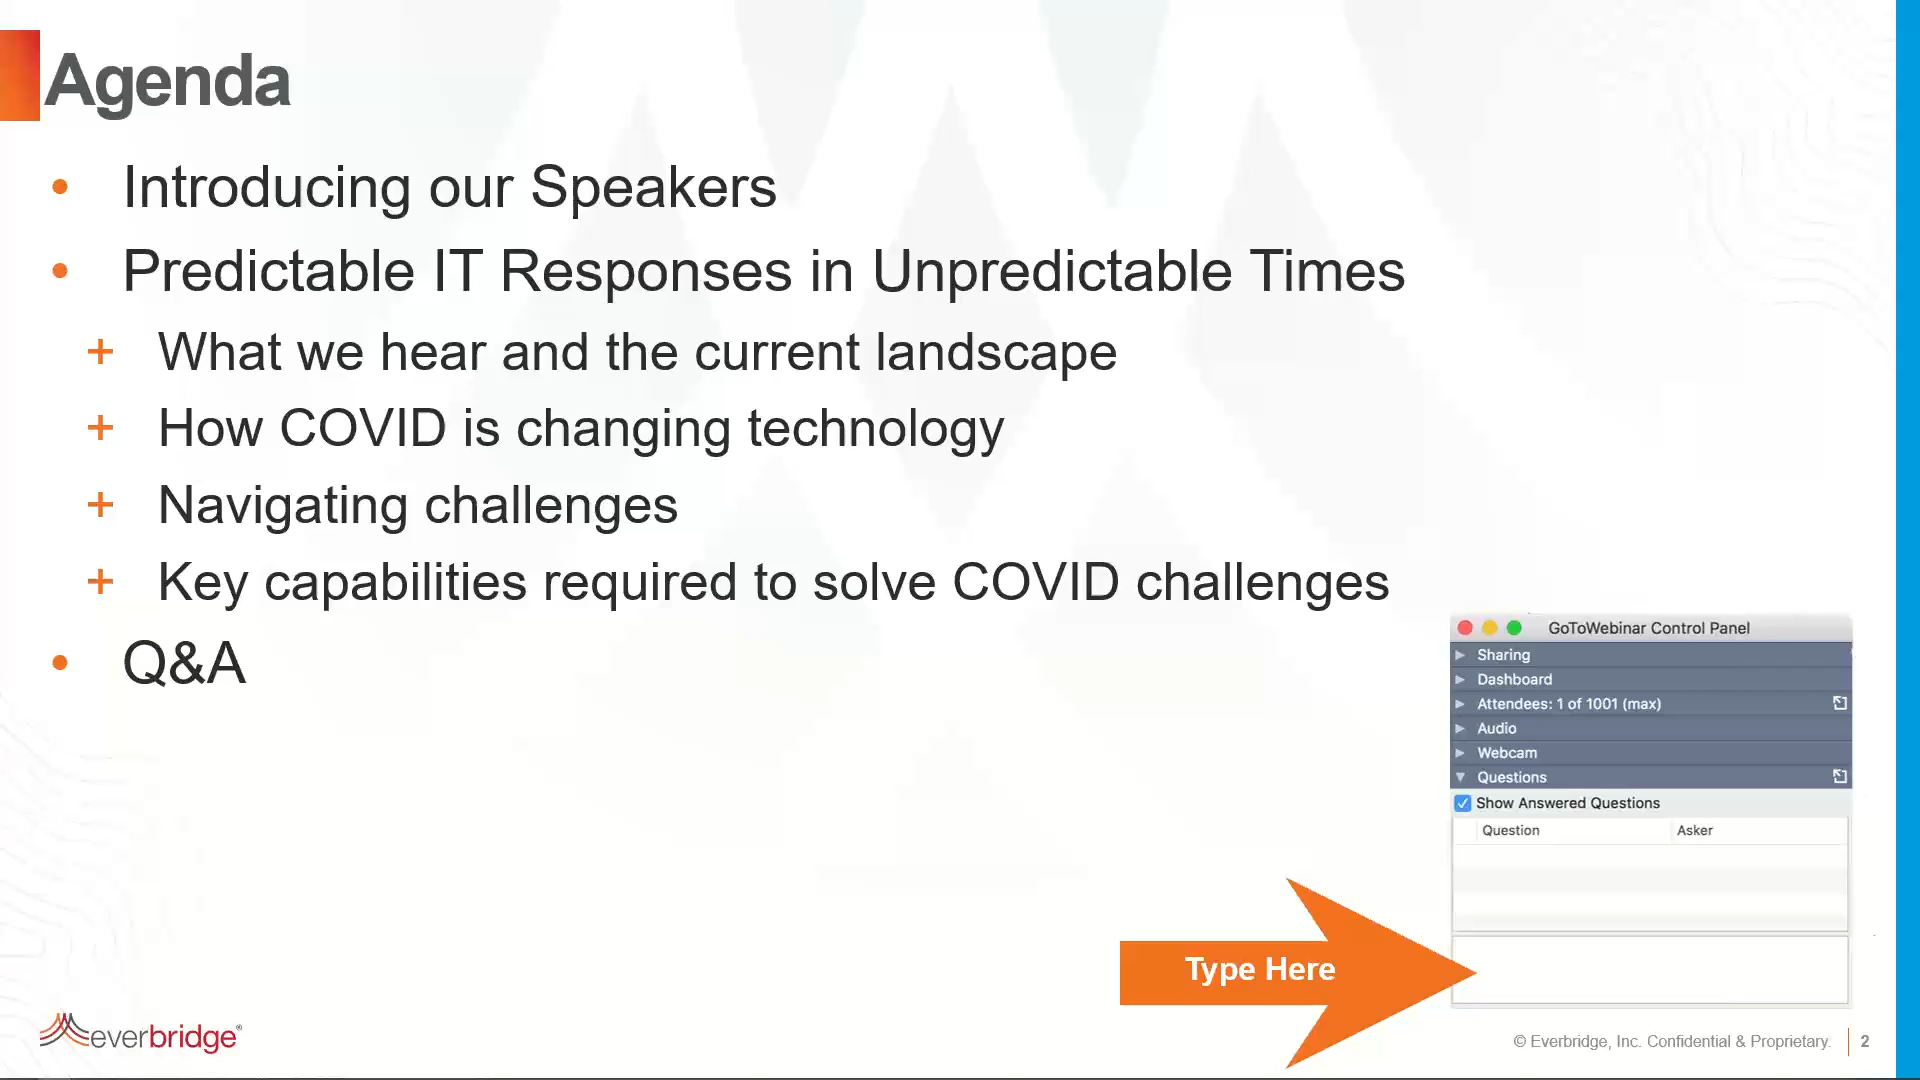 Agenda
• Introducing our Speakers
• Predictable IT Responses in Unpredictable Times
+ What we hear and the current landscape
+ How COVID is changing technology
+ Navigating challenges
+ Key capabilities required to solve COVID challenges
• Q&A
GoToWebinar Control Panel
Sharing
Dashboard
Attendees: 1 of 1001 (max)
Audio
Webcam
Questions
Show Answered Questions
Question Asker
Type Here
everbridge®
© Everbridge, Inc. Confidential & Proprietary. 2